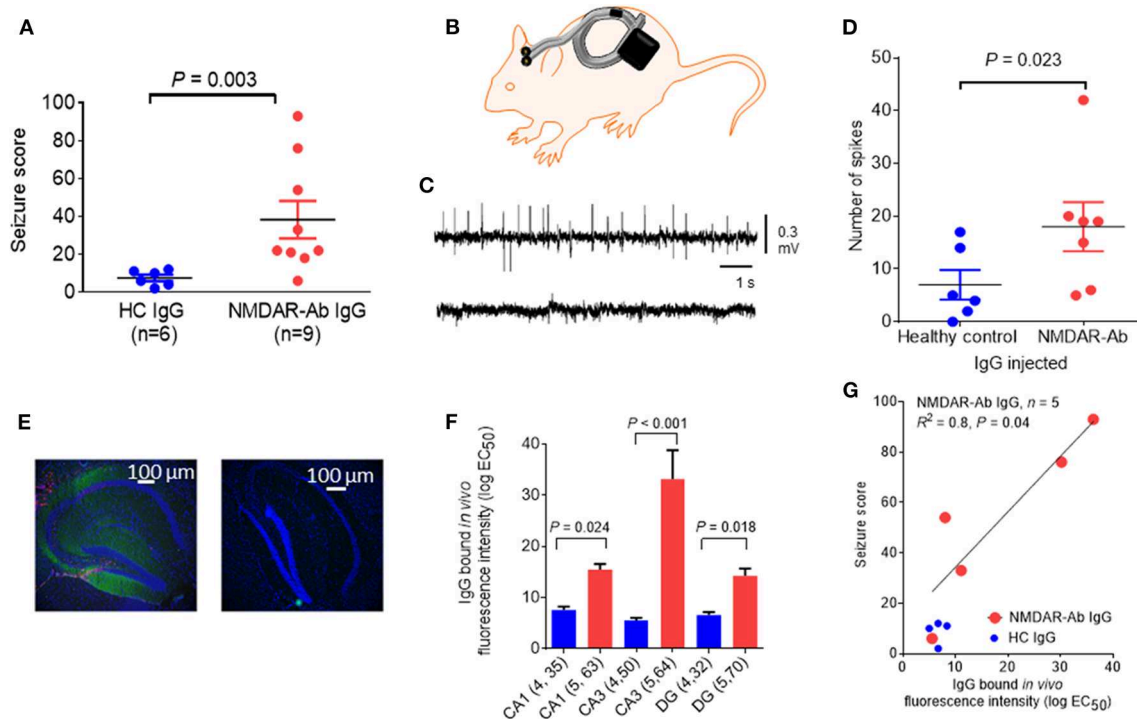 A
P = 0.003
Seizure score
100
80
60
40
20
0
HC IgG
(n=6)
NMDAR-Ab IgG
(n=9)
B
C
0.3
mV
1 s
D
P = 0.023
Number of spikes
50
40
30
20
10
0
Healthy control
NMDAR-Ab
IgG injected
E
100 µm
100 µm
F
IgG bound in vivo
fluorescence intensity (log EC50)
40
30
20
10
0
P = 0.024
P < 0.001
P = 0.018
CA1 (4, 35)
CA1 (5, 63)
CA3 (4,50)
CA3 (5,64)
DG (4,32)
DG (5,70)
G
NMDAR-Ab IgG, n = 5
R2 = 0.8, P = 0.04
Seizure score
100
80
60
40
20
0
NMDAR-Ab IgG
HC IgG
0
10
20
30
40
IgG bound in vivo
fluorescence intensity (log EC50)